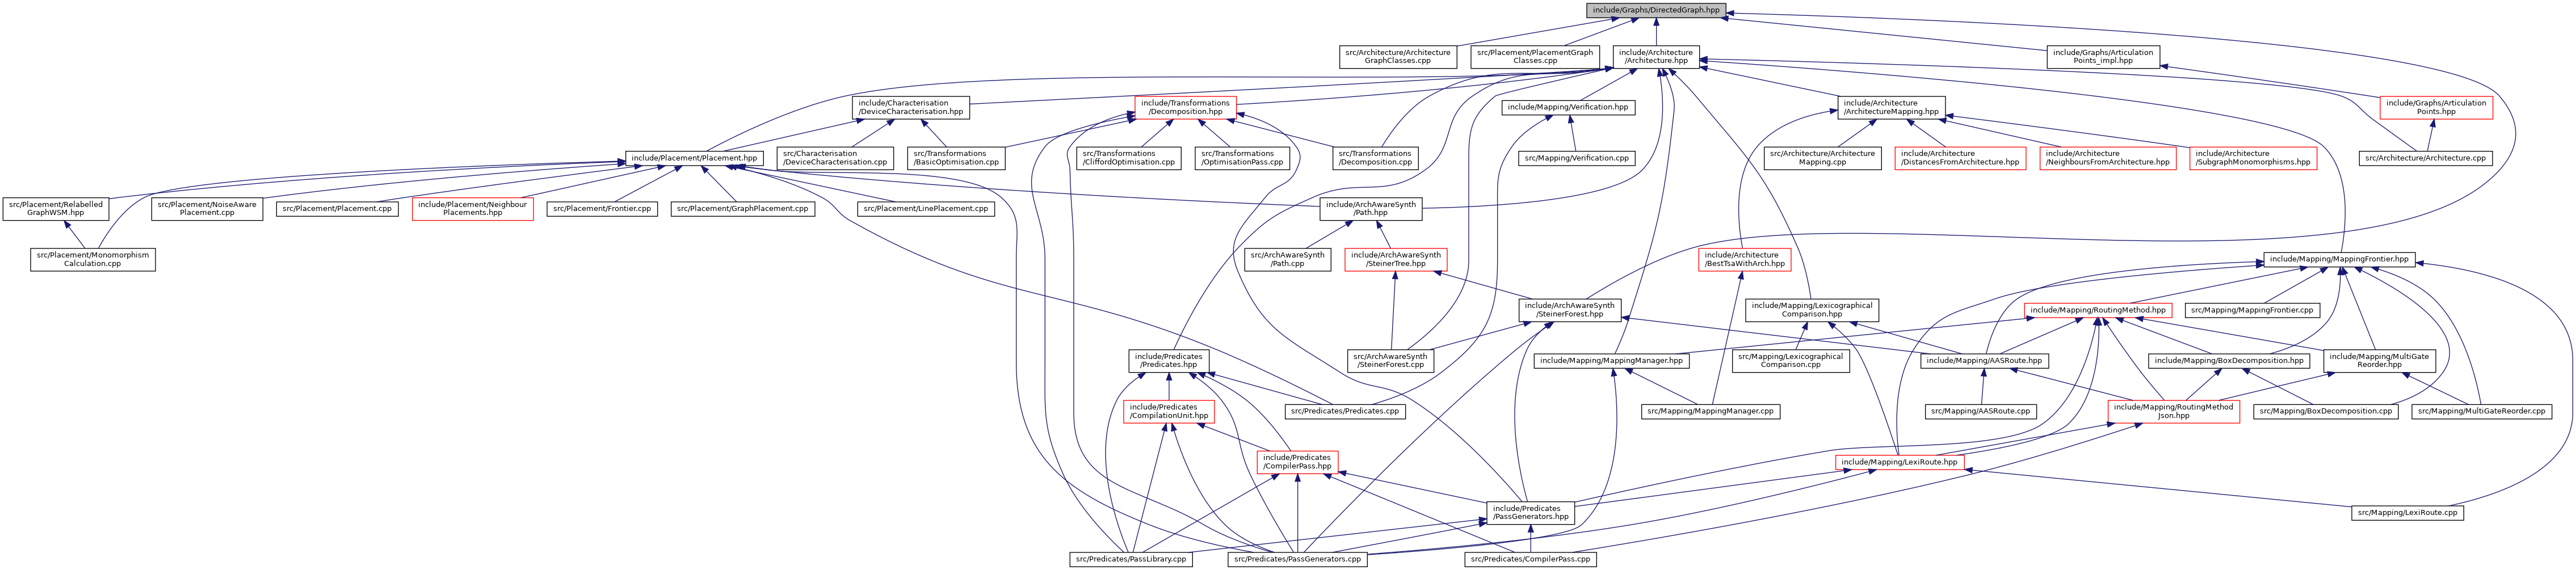 include/Graphs/DirectedGraph.hpp
src/Architecture/Architecture
GraphClasses.cpp
src/Placement/PlacementGraph
Classes.cpp
include/Architecture
/Architecture.hpp
include/Graphs/Articulation
Points_impl.hpp
include/Characterisation
/DeviceCharacterisation.hpp
include/Transformations
/Decomposition.hpp
include/Mapping/Verification.hpp
include/Architecture
/ArchitectureMapping.hpp
include/Graphs/Articulation
Points.hpp
include/Placement/Placement.hpp
src/Characterisation
/DeviceCharacterisation.cpp
src/Transformations
/BasicOptimisation.cpp
src/Transformations
/CliffordOptimisation.cpp
src/Transformations
/OptimisationPass.cpp
src/Transformations
/Decomposition.cpp
src/Mapping/Verification.cpp
src/Architecture/Architecture
Mapping.cpp
include/Architecture
/DistancesFromArchitecture.hpp
include/Architecture
/NeighboursFromArchitecture.hpp
include/Architecture
/SubgraphMonomorphisms.hpp
src/Architecture/Architecture.cpp
src/Placement/Relabelled
GraphWSM.hpp
src/Placement/NoiseAware
Placement.cpp
src/Placement/Placement.cpp
include/Placement/Neighbour
Placements.hpp
src/Placement/Frontier.cpp
src/Placement/GraphPlacement.cpp
src/Placement/LinePlacement.cpp
include/ArchAwareSynth
/Path.hpp
src/Placement/Monomorphism
Calculation.cpp
src/ArchAwareSynth
/Path.cpp
include/ArchAwareSynth
/SteinerTree.hpp
include/Architecture
/BestTsaWithArch.hpp
include/Mapping/MappingFrontier.hpp
include/ArchAwareSynth
/SteinerForest.hpp
include/Mapping/Lexicographical
Comparison.hpp
include/Mapping/RoutingMethod.hpp
src/Mapping/MappingFrontier.cpp
include/Predicates
/Predicates.hpp
src/ArchAwareSynth
/SteinerForest.cpp
include/Mapping/MappingManager.hpp
src/Mapping/Lexicographical
Comparison.cpp
include/Mapping/AASRoute.hpp
include/Mapping/BoxDecomposition.hpp
include/Mapping/MultiGate
Reorder.hpp
include/Predicates
/CompilationUnit.hpp
src/Predicates/Predicates.cpp
src/Mapping/MappingManager.cpp
src/Mapping/AASRoute.cpp
include/Mapping/RoutingMethod
Json.hpp
src/Mapping/BoxDecomposition.cpp
src/Mapping/MultiGateReorder.cpp
include/Predicates
/CompilerPass.hpp
include/Mapping/LexiRoute.hpp
include/Predicates
/PassGenerators.hpp
src/Mapping/LexiRoute.cpp
src/Predicates/PassLibrary.cpp
src/Predicates/PassGenerators.cpp
src/Predicates/CompilerPass.cpp